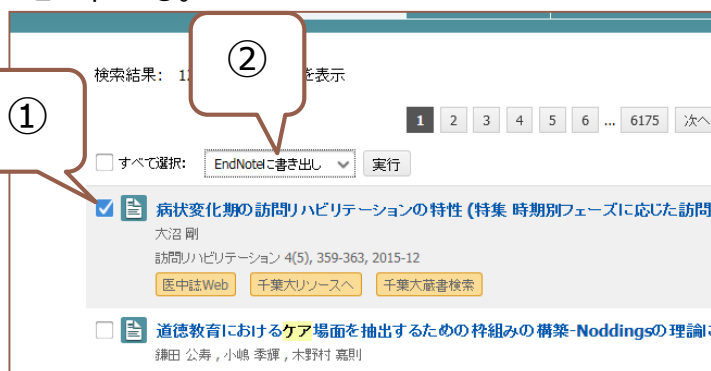 ②
検索結果: 1 を表示
①
1 2 3 4 5 6 ... 6175 次へ
すべて選択: EndNoteに書き出し 実行
病状変化期の訪問リハビリテーションの特性 (特集 時期別フェーズに応じた訪問
大沼 剛
訪問リハビリテーション 4(5), 359-363, 2015-12
医中誌Web 千葉大リソースへ 千葉大蔵書検索
道徳教育におけるケア場面を抽出するための枠組みの構築-Noddingsの理論に
鎌田 公寿 , 小嶋 季輝 , 木野村 嘉則